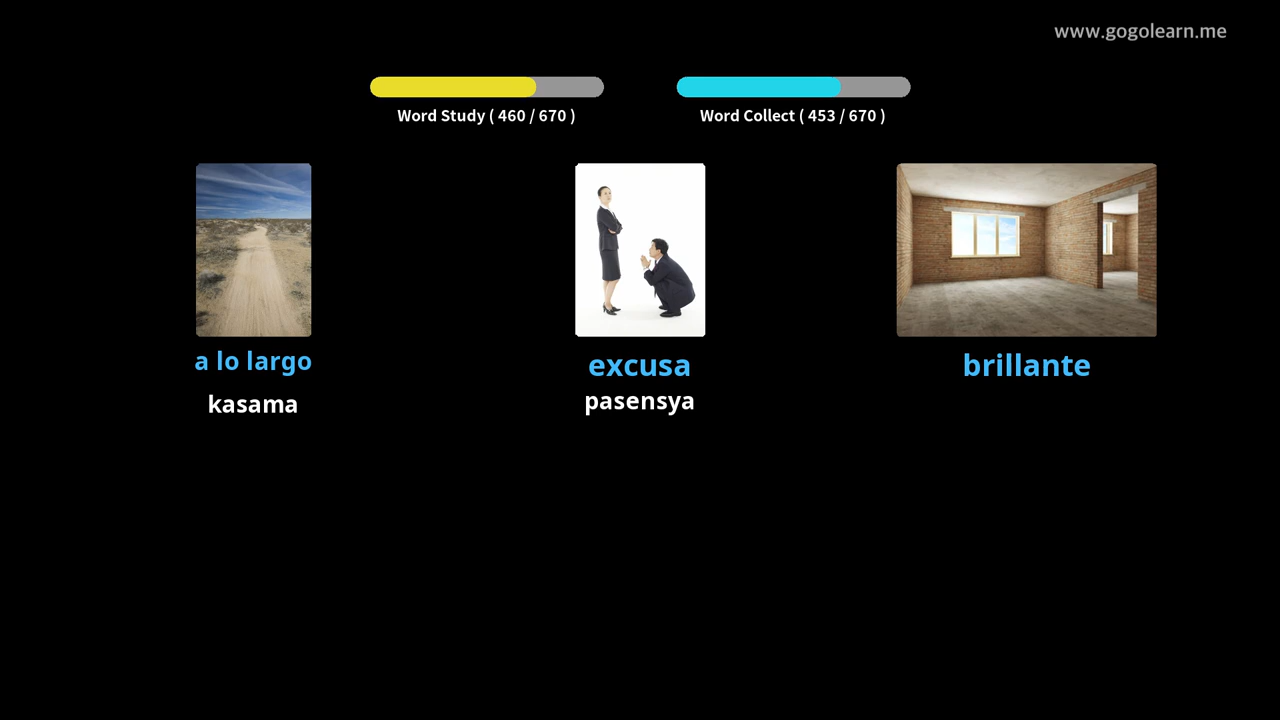 www.gogolearn.me
Word Study ( 460 / 670 )
Word Collect ( 453 / 670 )
a lo largo
kasama
excusa
pasensya
brillante